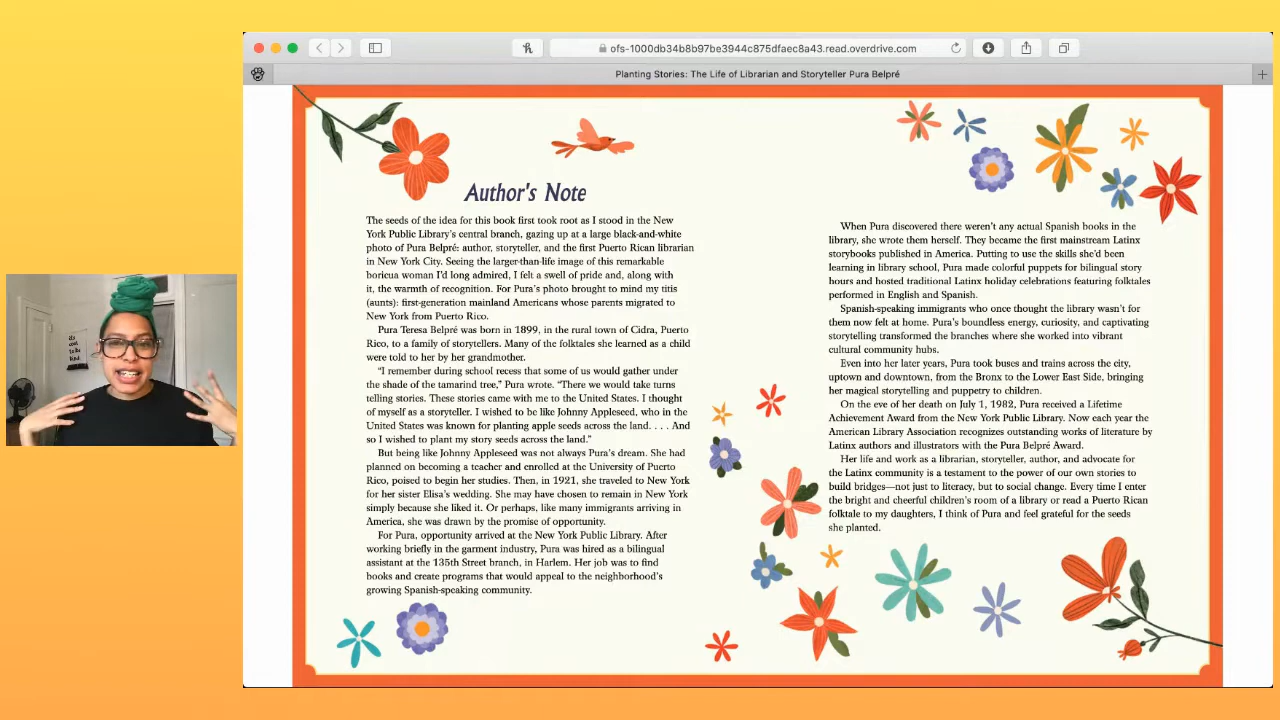 ofs-1000db34b8b97be3944c875dfaec8a43.read.overdrive.com
Planting Stories: The Life of Librarian and Storyteller Pura Belpré
Author's Note
The seeds of the idea for this book first took root as I stood in the New
York Public Library's central branch, gazing up at a large black-and-white
photo of Pura Belpré: author, storyteller, and the first Puerto Rican librarian
in New York City. Seeing the larger-than-life image of this remarkable
boricua woman I'd long admired, I felt a swell of pride and, along with
it, the warmth of recognition. For Pura's photo brought to mind my titis
(aunts): first-generation mainland Americans whose parents migrated to
New York from Puerto Rico.
Pura Teresa Belpré was born in 1899, in the rural town of Cidra, Puerto
Rico, to a family of storytellers. Many of the folktales she learned as a child
were told to her by her grandmother.
“I remember during school recess that some of us would gather under
the shade of the tamarind tree,” Pura wrote. “There we would take turns
telling stories. These stories came with me to the United States. I thought
of myself as a storyteller. I wished to be like Johnny Appleseed, who in the
United States was known for planting apple seeds across the land. . . . And
so I wished to plant my story seeds across the land.”
But being like Johnny Appleseed was not always Pura's dream. She had
planned on becoming a teacher and enrolled at the University of Puerto
Rico, poised to begin her studies. Then, in 1921, she traveled to New York
for her sister Elisa's wedding. She may have chosen to remain in New York
simply because she liked it. Or perhaps, like many immigrants arriving in
America, she was drawn by the promise of opportunity.
For Pura, opportunity arrived at the New York Public Library. After
working briefly in the garment industry, Pura was hired as a bilingual
assistant at the 135th Street branch, in Harlem. Her job was to find
books and create programs that would appeal to the neighborhood's
growing Spanish-speaking community.
When Pura discovered there weren't any actual Spanish books in the
library, she wrote them herself. They became the first mainstream Latinx
storybooks published in America. Putting to use the skills she'd been
learning in library school, Pura made colorful puppets for bilingual story
hours and hosted traditional Latinx holiday celebrations featuring folktales
performed in English and Spanish.
Spanish-speaking immigrants who once thought the library wasn't for
them now felt at home. Pura's boundless energy, curiosity, and captivating
storytelling transformed the branches where she worked into vibrant
cultural community hubs.
Even into her later years, Pura took buses and trains across the city,
uptown and downtown, from the Bronx to the Lower East Side, bringing
her magical storytelling and puppetry to children.
On the eve of her death on July 1, 1982, Pura received a Lifetime
Achievement Award from the New York Public Library. Now each year the
American Library Association recognizes outstanding works of literature by
Latinx authors and illustrators with the Pura Belpré Award.
Her life and work as a librarian, storyteller, author, and advocate for
the Latinx community is a testament to the power of our own stories to
build bridges—not just to literacy, but to social change. Every time I enter
the bright and cheerful children's room of a library or read a Puerto Rican
folktale to my daughters, I think of Pura and feel grateful for the seeds
she planted.